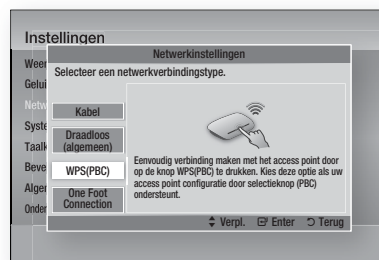 Instellingen
Netwerkinstellingen
Selecteer een netwerkverbindingstype.
Kabel
Draadloos
(algemeen)
WPS(PBC)
One Foot
Connection
Eenvoudig verbinding maken met het access point door
op de knop WPS(PBC) te drukken. Kies deze optie als uw
access point configuratie door selectieknop (PBC)
ondersteunt.
Verpl. Enter Terug
Weer
Gelui
Netw
Syste
Taalk
Beve
Alger
Onder